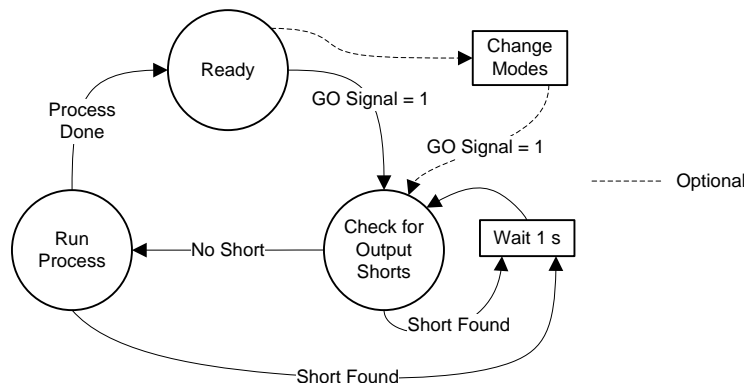 Ready
Change
Modes
GO Signal = 1
Process
Done
GO Signal = 1
Optional
Run
Process
No Short
Check for
Output
Shorts
Wait 1 s
Short Found
Short Found